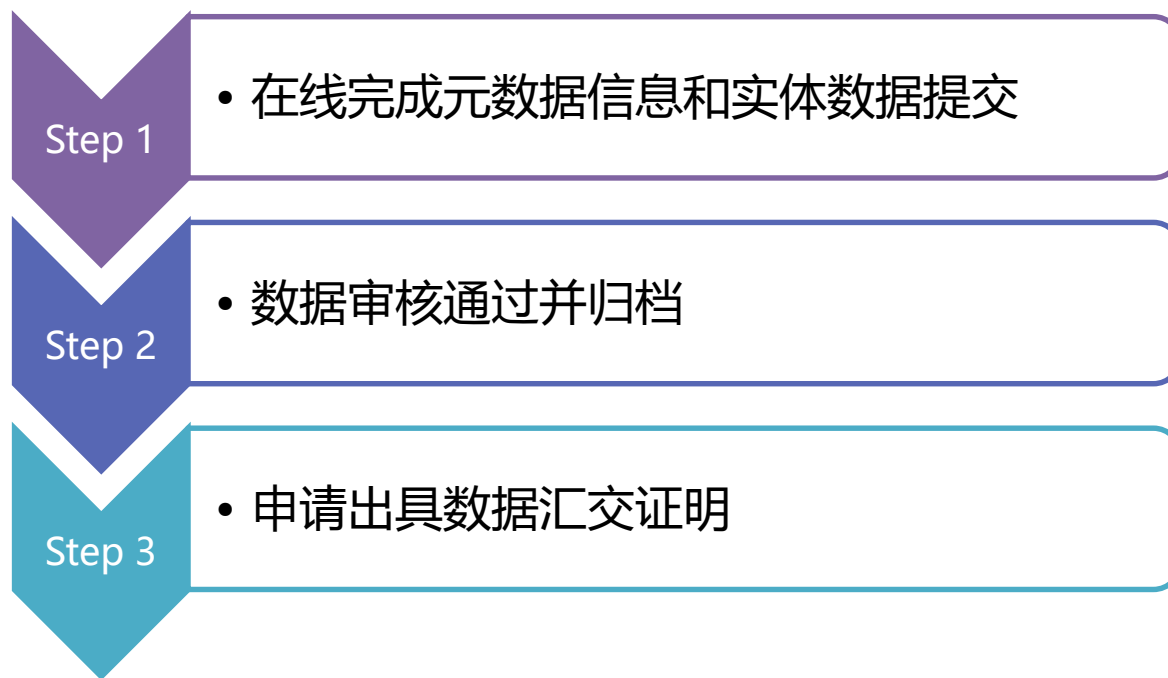 Step 1
• 在线完成元数据信息和实体数据提交
Step 2
• 数据审核通过并归档
Step 3
• 申请出具数据汇交证明